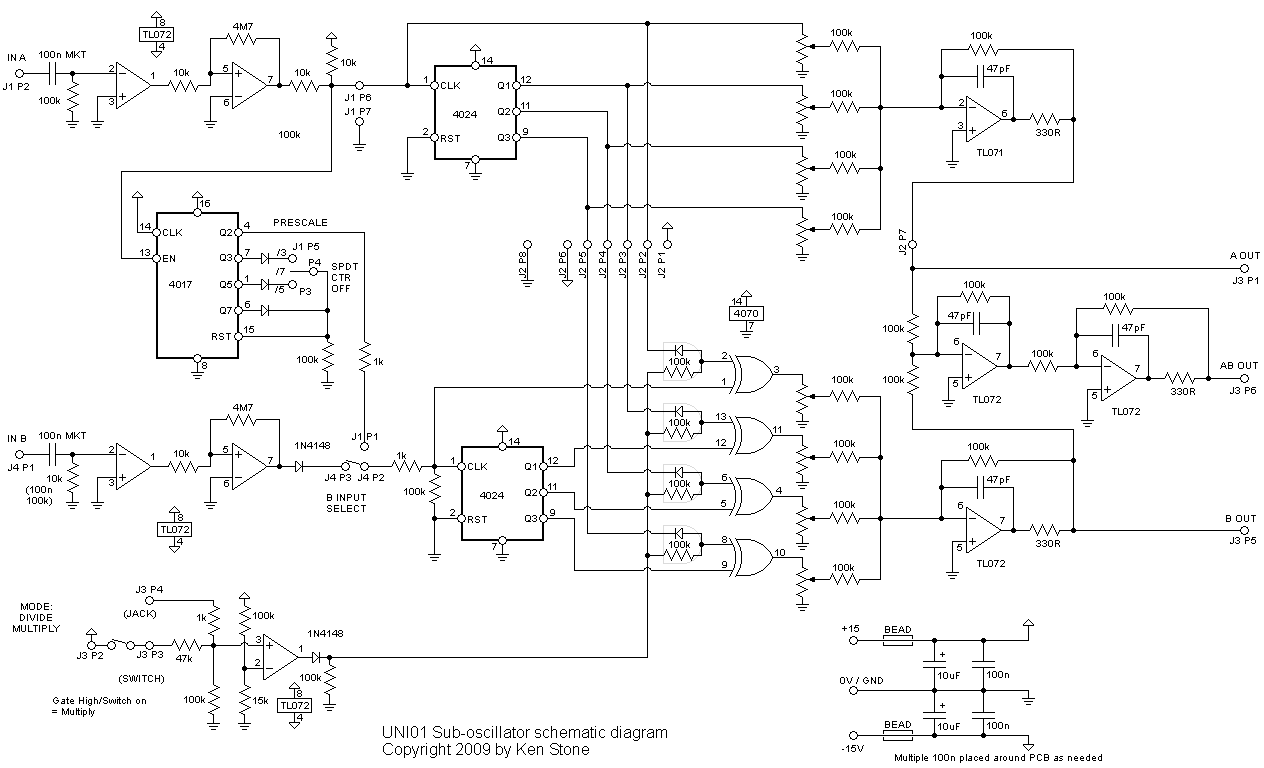 8
TL072
4
4M7
IN A
100n MKT
J1 P2
100k
2
3
1
10k
5
6
7
10k
10k
J1 P6
J1 P7
100k
14
1
CLK
Q1
12
4024
Q2
11
2
RST
Q3
9
7
100k
100k
100k
100k
100k
47pF
2
3
6
TL071
330R
16
14
CLK
Q2
4
PRESCALE
13
EN
Q3
7
/3
J1 P5
/7
P4
SPDT
CTR
OFF
4017
Q5
1
/5
P3
Q7
6
RST
15
8
100k
1k
J2 P8
J2 P6
J2 P5
J2 P4
J2 P3
J2 P2
J2 P1
J2 P7
A OUT
J3 P1
14
4070
7
100k
100k
100k
47pF
6
5
7
TL072
100k
100k
47pF
6
5
7
TL072
330R
AB OUT
J3 P6
100k
2
1
3
100k
100k
13
12
11
100k
100k
6
5
4
100k
100k
8
9
10
100k
4M7
IN B
100n MKT
J4 P1
10k
(100n
100k)
2
3
1
10k
5
6
7
1N4148
J1 P1
J4 P3
J4 P2
B INPUT
SELECT
1k
100k
14
1
CLK
Q1
12
4024
Q2
11
2
RST
Q3
9
7
8
TL072
4
100k
47pF
6
5
7
TL072
330R
B OUT
J3 P5
MODE:
DIVIDE
MULTIPLY
J3 P4
(JACK)
1k
100k
1N4148
J3 P2
J3 P3
47k
3
2
1
(SWITCH)
100k
15k
100k
8
TL072
4
Gate High/Switch on
= Multiply
+15
BEAD
+
10uF
100n
0V / GND
+
10uF
100n
BEAD
-15V
Multiple 100n placed around PCB as needed
UNI01 Sub-oscillator schematic diagram
Copyright 2009 by Ken Stone